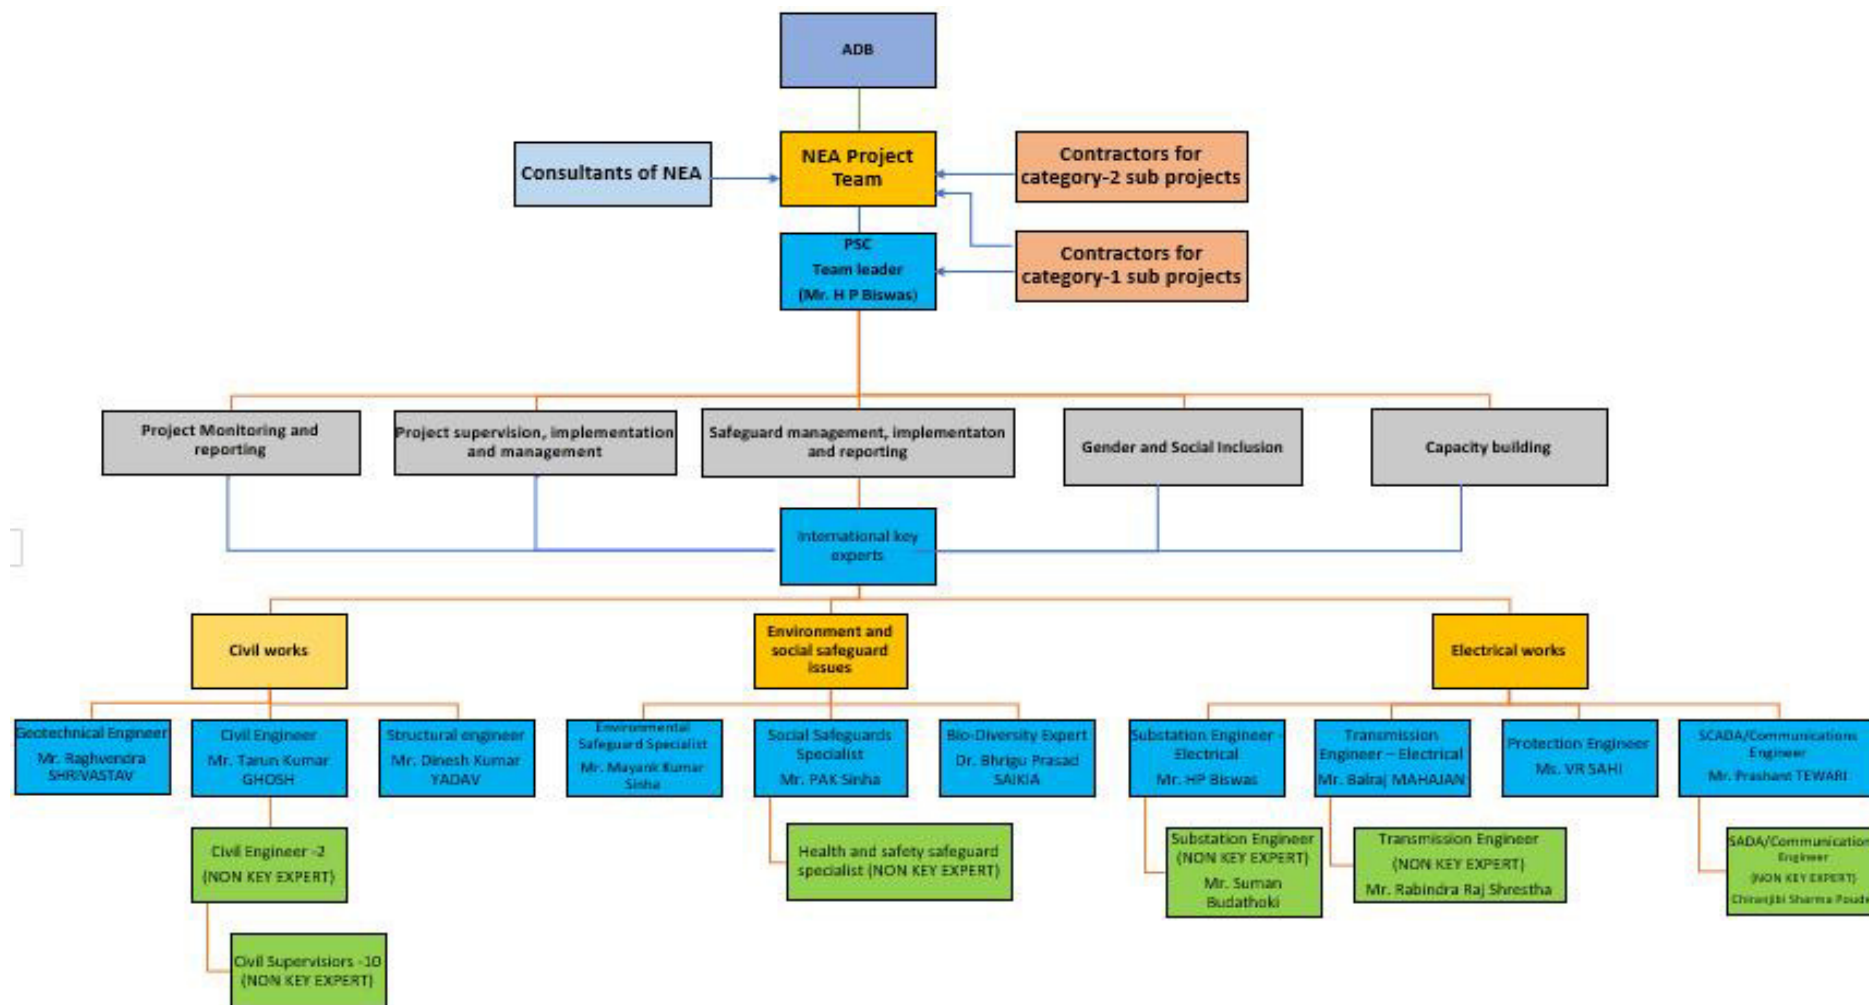 ADB
Consultants of NEA
NEA Project
Team
Contractors for
category-2 sub projects
PSC
Team leader
(Mr. H P Biswas)
Contractors for
category-1 sub projects
Project Monitoring and
reporting
Project supervision, implementation
and management
Safeguard management, implementaton
and reporting
Gender and Social Inclusion
Capacity building
International key
experts
Civil works
Environment and
social safeguard
issues
Electrical works
Geotechnical Engineer
Mr. Raghvendra
SHRIVASTAV
Civil Engineer
Mr. Tarun Kumar
GHOSH
Structural engineer
Mr. Dinesh Kumar
YADAV
Environmental
Safeguard Specialist
Mr. Mayank Kumar
Sinha
Social Safeguards
Specialist
Mr. PAK Sinha
Bio-Diversity Expert
Dr. Bhrigu Prasad
SAIKIA
Substation Engineer -
Electrical
Mr. HP Biswas
Transmission
Engineer – Electrical
Mr. Balraj MAHAJAN
Protection Engineer
Ms. VR SAHI
SCADA/Communications
Engineer
Mr. Prashant TEWARI
Civil Engineer -2
(NON KEY EXPERT)
Health and safety safeguard
specialist (NON KEY EXPERT)
Substation Engineer
(NON KEY EXPERT)
Mr. Suman
Budathoki
Transmission Engineer
(NON KEY EXPERT)
Mr. Rabindra Raj Shrestha
SADA/Communication
Engineer
(NON KEY EXPERT)
Chiranjibi Sharma Poude
Civil Supervisiors -10
(NON KEY EXPERT)